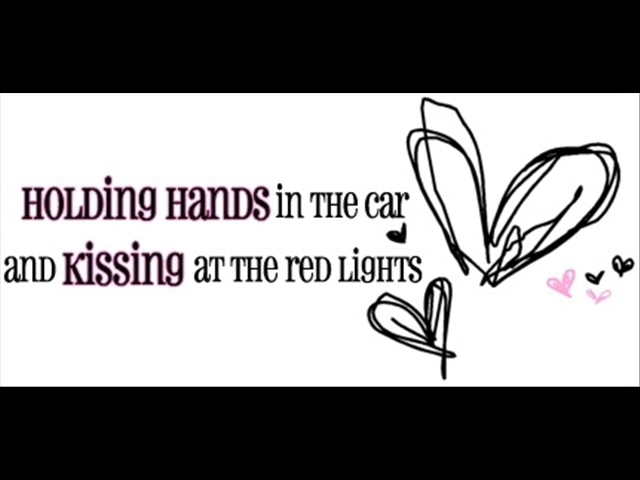 HOLDing HanDS in THE car
anD Kissing aT THE reD LigHTS